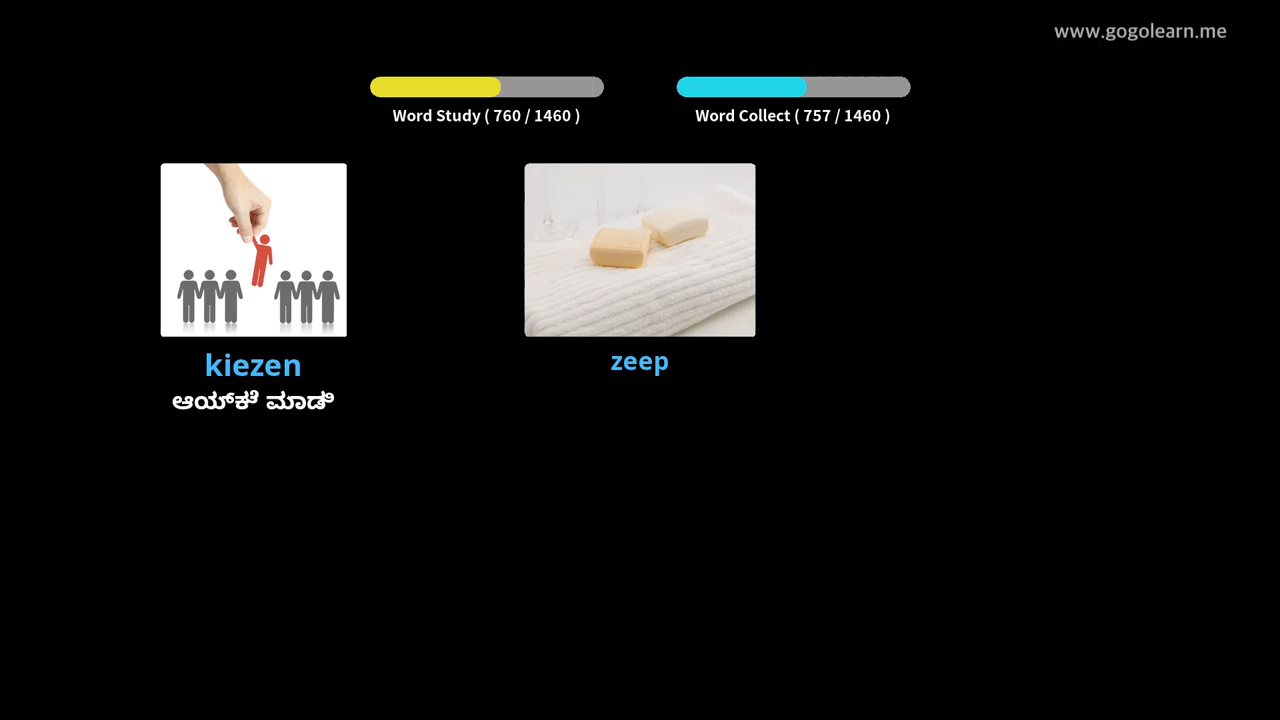 www.gogolearn.me
Word Study ( 760 / 1460 )
Word Collect ( 757 / 1460 )
kiezen
ಆಯ್ಕೆ ಮಾಡಿ
zeep